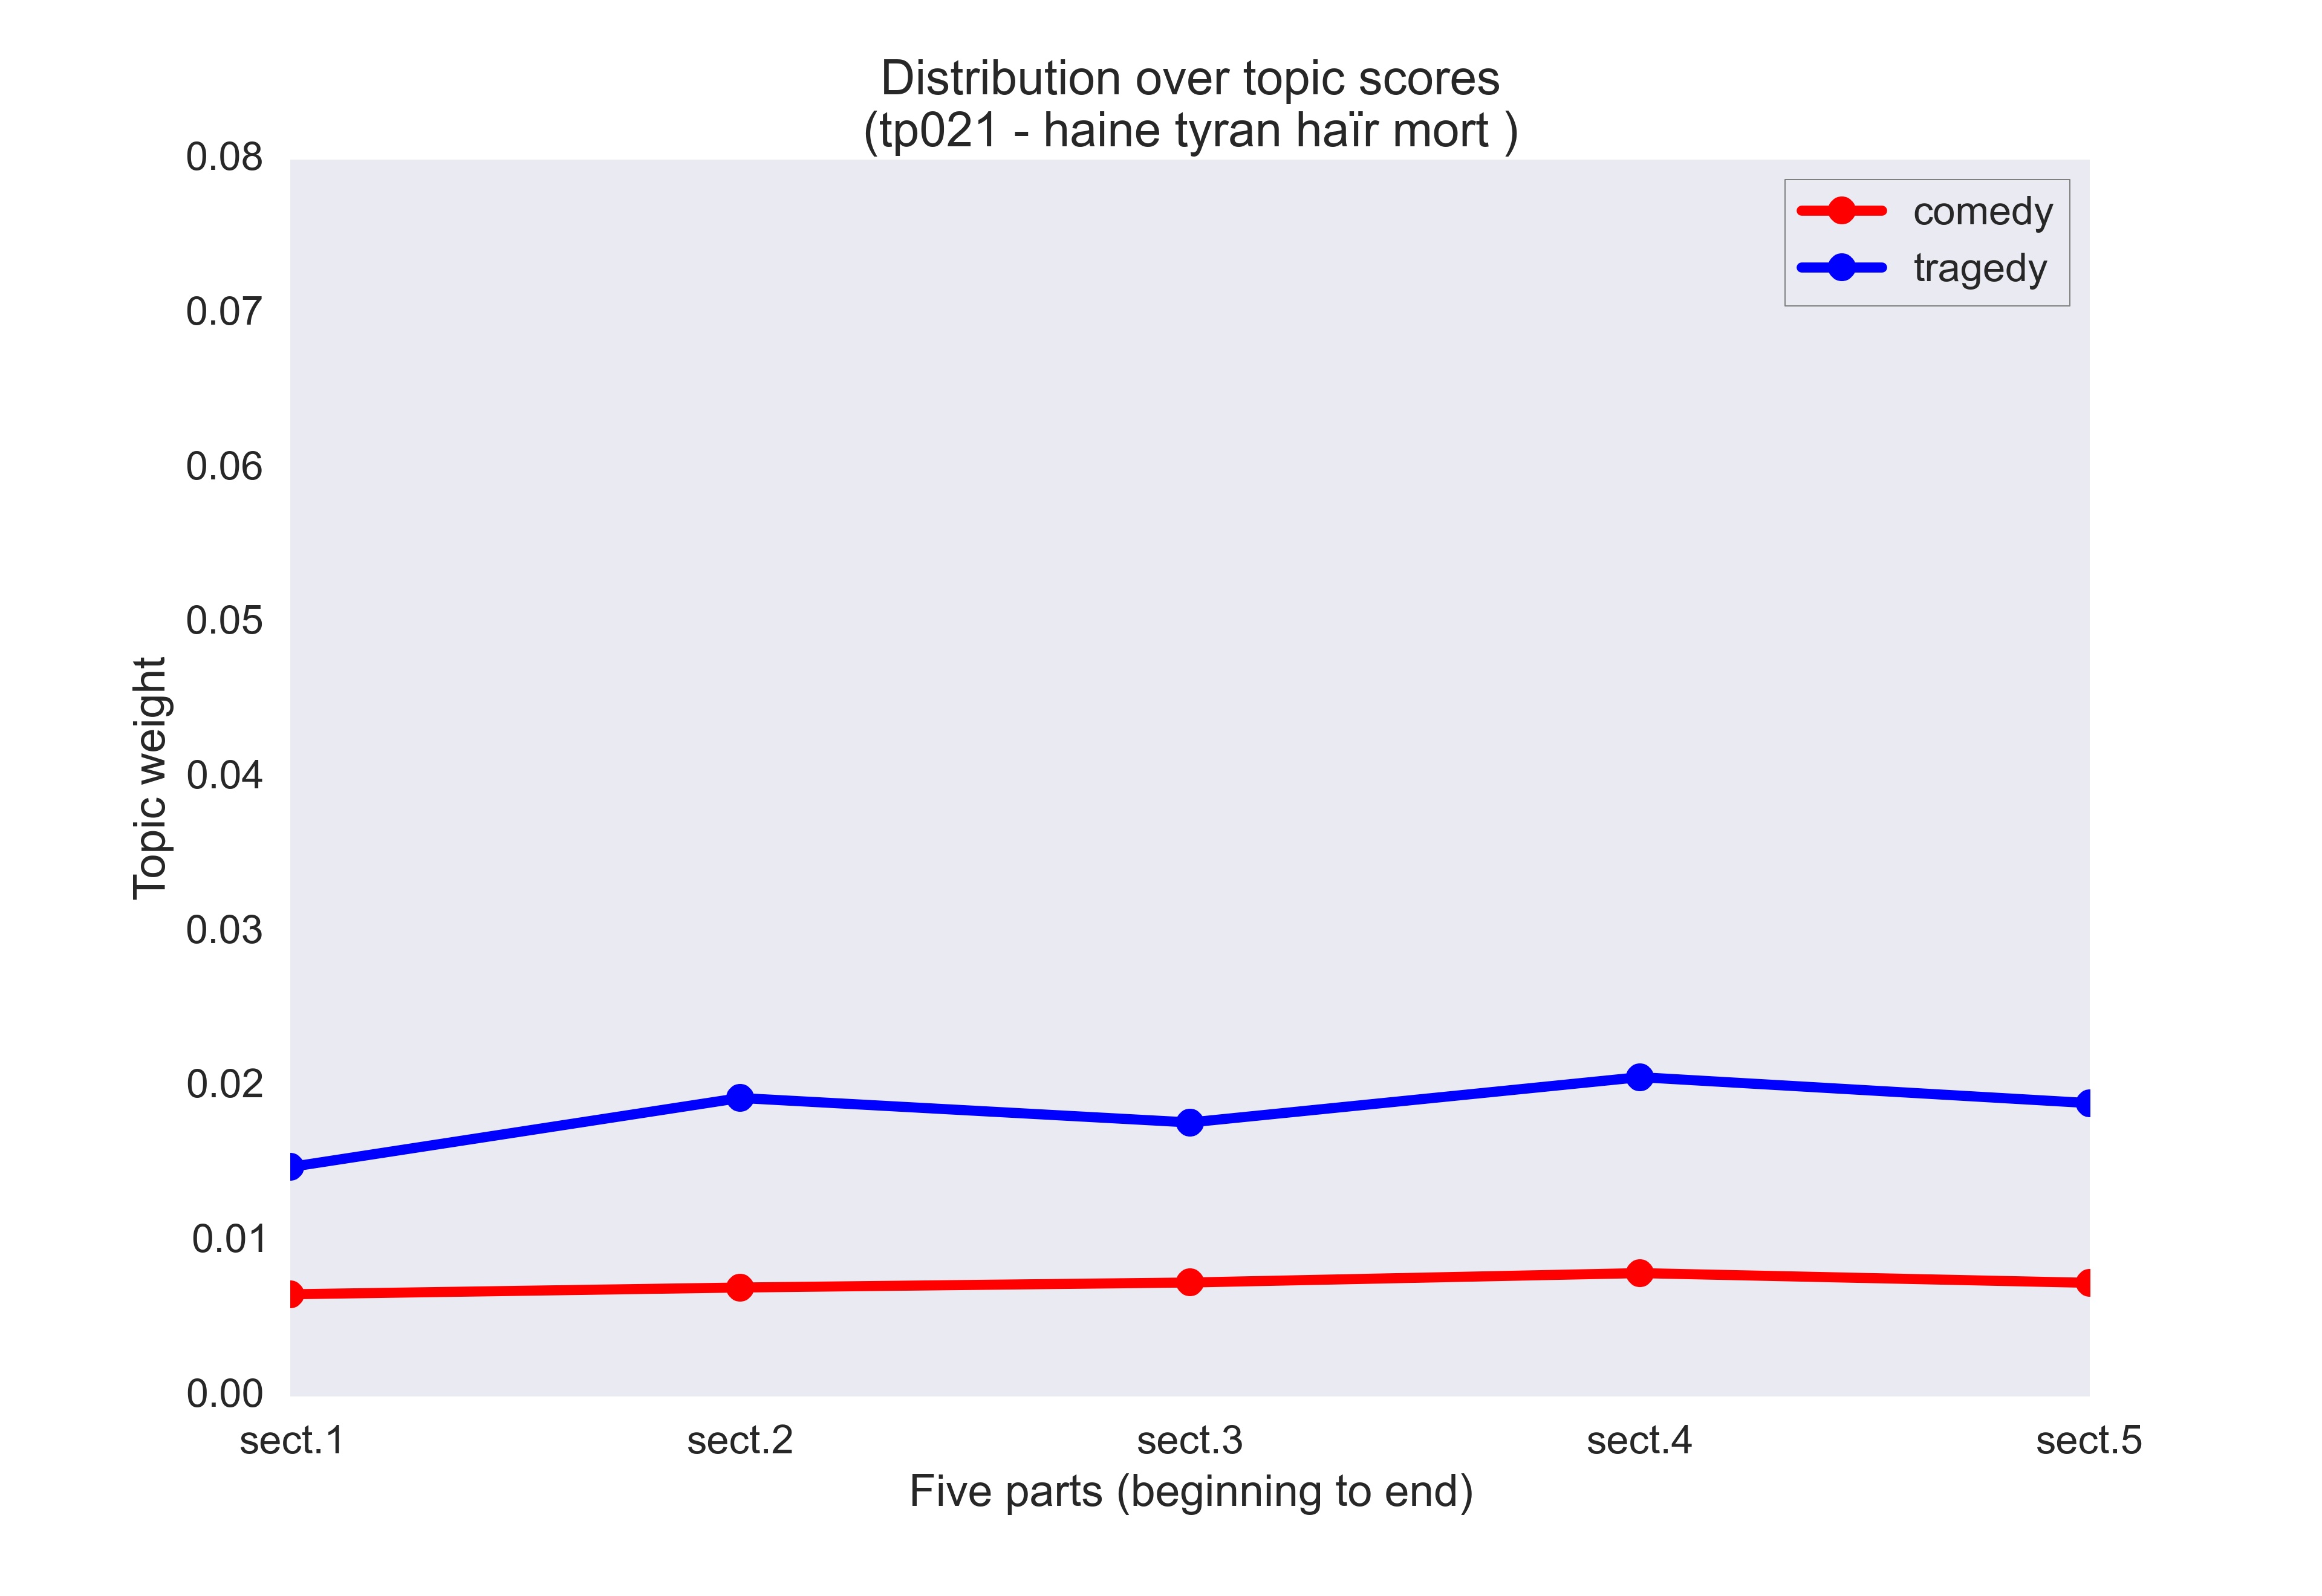 Distribution over topic scores
(tp021 - haine tyran haïr mort )
comedy
tragedy
0.08
0.07
0.06
0.05
0.04
0.03
0.02
0.01
0.00
Topic weight
sect.1 sect.2 sect.3 sect.4 sect.5
Five parts (beginning to end)